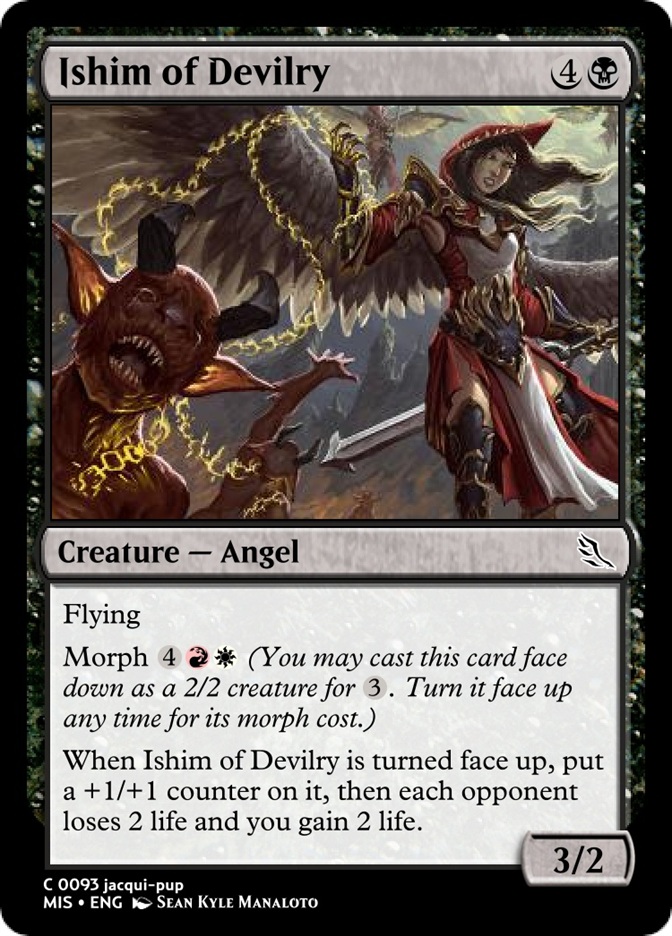 Ishim of Devilry 4
Creature — Angel
Flying
Morph 4 (You may cast this card face
down as a 2/2 creature for 3. Turn it face up
any time for its morph cost.)
When Ishim of Devilry is turned face up, put
a +1/+1 counter on it, then each opponent
loses 2 life and you gain 2 life.
3/2
C 0093 jacqui-pup
MIS • ENG Sean Kyle Manaloto